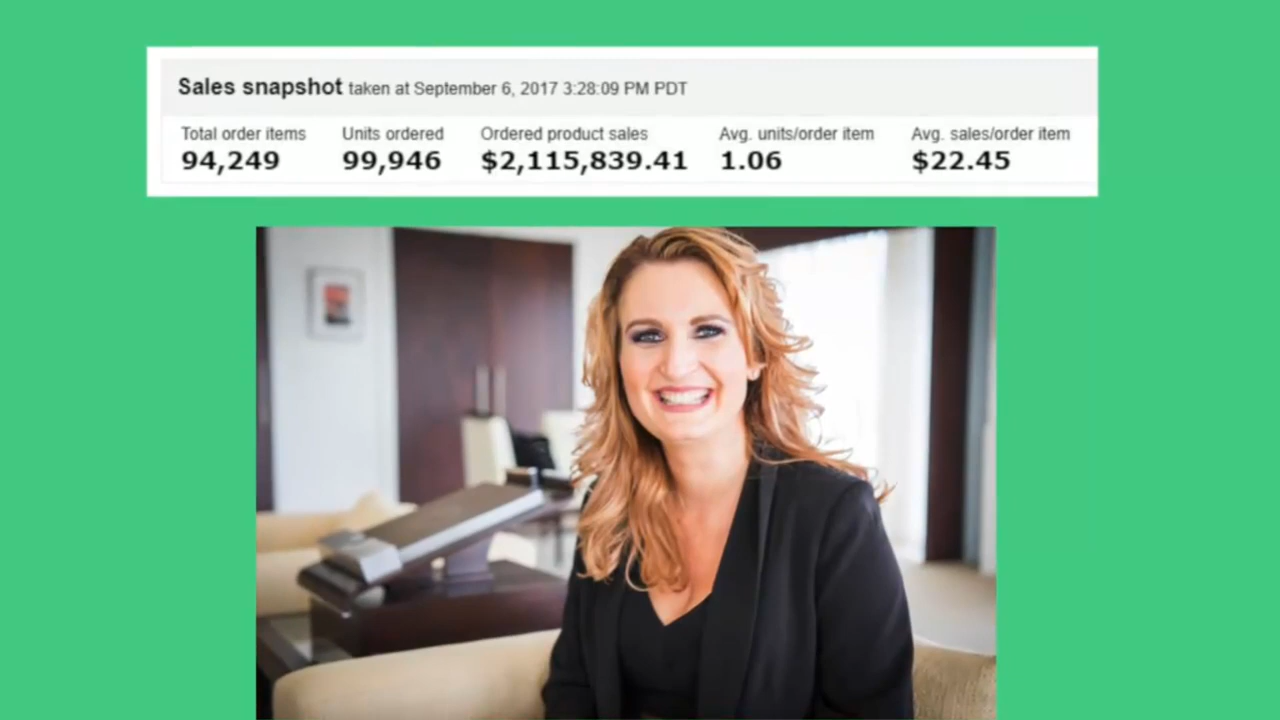 Sales snapshot taken at September 6, 2017 3:28:09 PM PDT
Total order items Units ordered Ordered product sales Avg. units/order item Avg. sales/order item
94,249 99,946 $2,115,839.41 1.06 $22.45